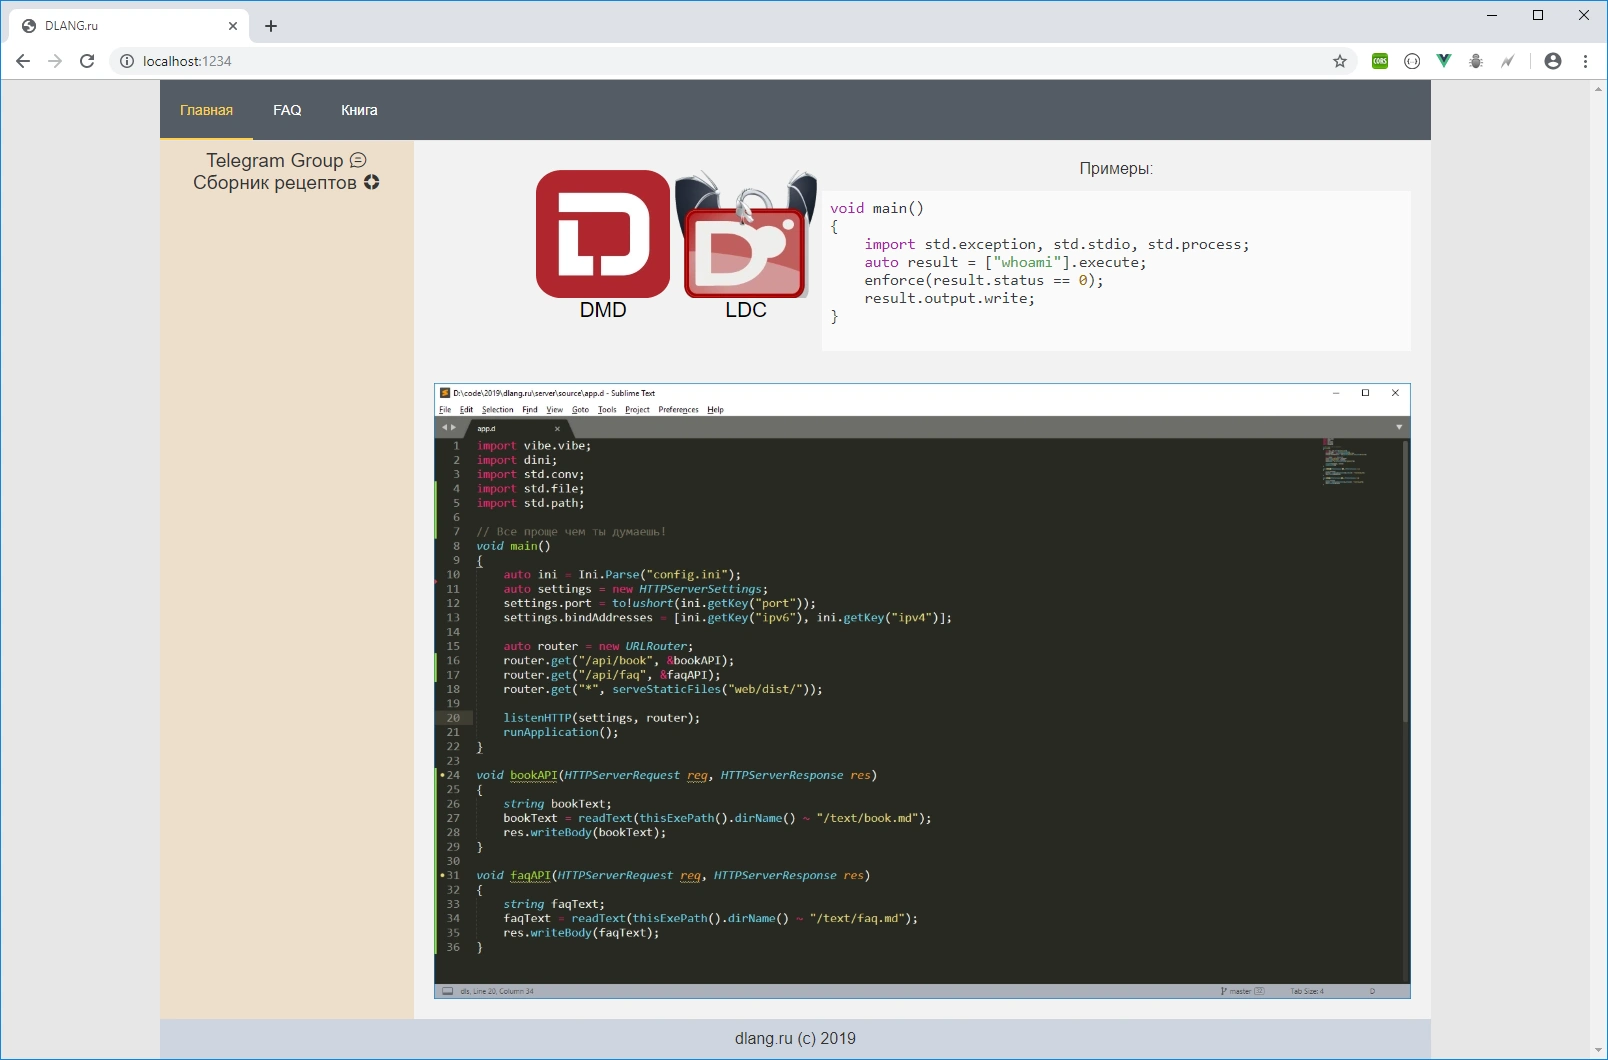 DLANG.ru
localhost:1234
CORS
Главная FAQ Книга
Telegram Group
Сборник рецептов
DMD
LDC
Примеры:
void main()
{
    import std.exception, std.stdio, std.process;
    auto result = ["whoami"].execute;
    enforce(result.status == 0);
    result.output.write;
}
D:\code\2019\dlang.ru\server\source\app.d - Sublime Text
File Edit Selection Find View Goto Tools Project Preferences Help
app.d
1 import vibe.vibe;
2 import dini;
3 import std.conv;
4 import std.file;
5 import std.path;
6
7 // Все проще чем ты думаешь!
8 void main()
9 {
10     auto ini = Ini.Parse("config.ini");
11     auto settings = new HTTPServerSettings;
12     settings.port = to!ushort(ini.getKey("port"));
13     settings.bindAddresses = [ini.getKey("ipv6"), ini.getKey("ipv4")];
14
15     auto router = new URLRouter;
16     router.get("/api/book", &bookAPI);
17     router.get("/api/faq", &faqAPI);
18     router.get("*", serveStaticFiles("web/dist/"));
19
20     listenHTTP(settings, router);
21     runApplication();
22 }
23
24 void bookAPI(HTTPServerRequest req, HTTPServerResponse res)
25 {
26     string bookText;
27     bookText = readText(thisExePath().dirName() ~ "/text/book.md");
28     res.writeBody(bookText);
29 }
30
31 void faqAPI(HTTPServerRequest req, HTTPServerResponse res)
32 {
33     string faqText;
34     faqText = readText(thisExePath().dirName() ~ "/text/faq.md");
35     res.writeBody(faqText);
36 }
dls, Line 20, Column 34 master Tab Size: 4 D
dlang.ru (c) 2019